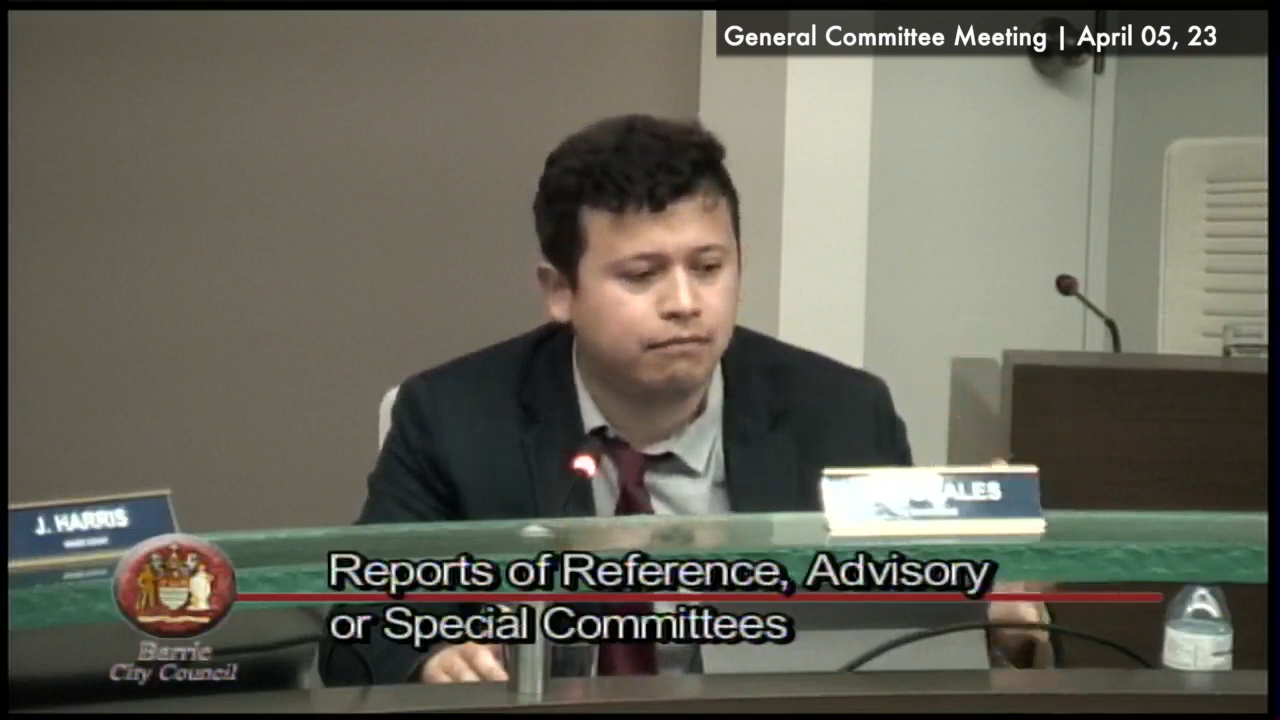 General Committee Meeting | April 05, 23
J. HARRIS
ALES
Reports of Reference, Advisory
or Special Committees
Barrie
City Council